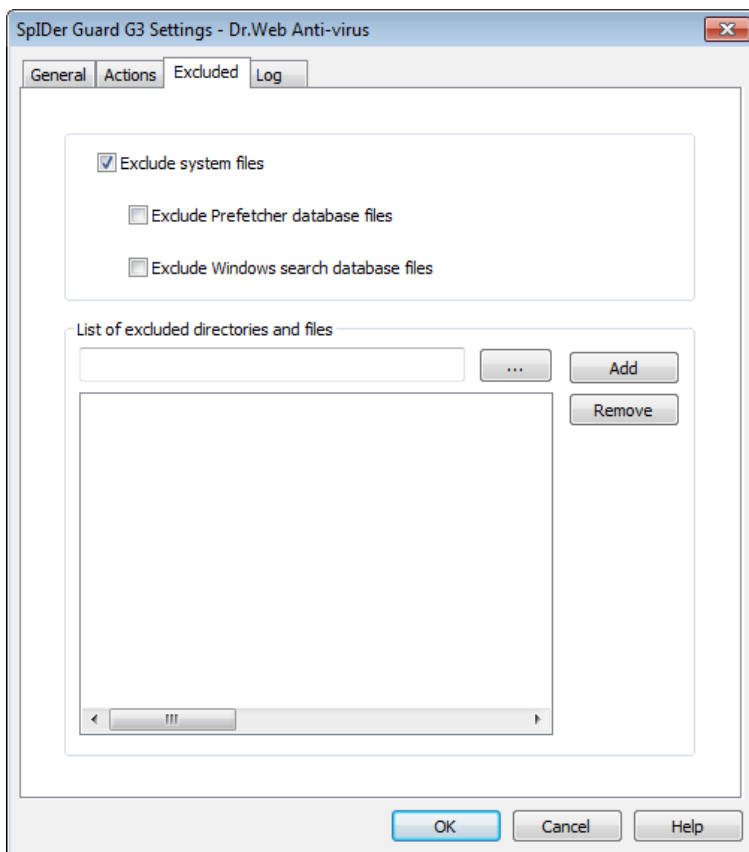 SpIDer Guard G3 Settings - Dr.Web Anti-virus
General Actions Excluded Log
Exclude system files
Exclude Prefetcher database files
Exclude Windows search database files
List of excluded directories and files
... Add
Remove
OK Cancel Help